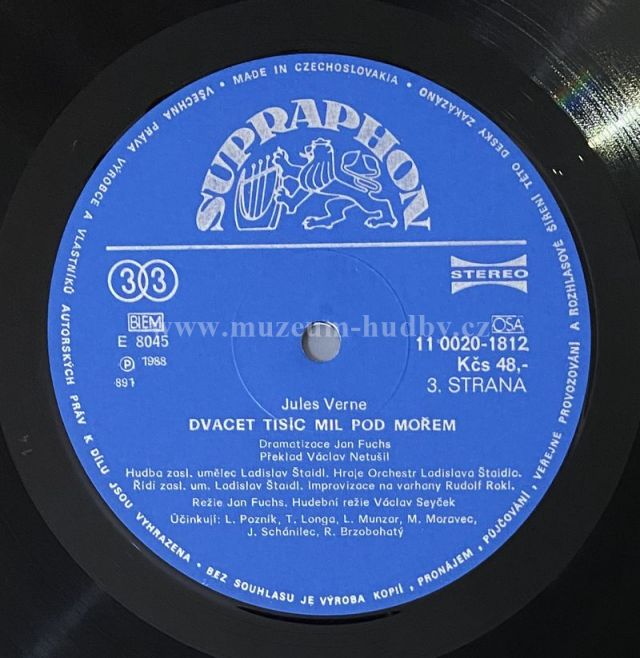 VŠECHNA PRÁVA VÝROBCE A VLASTNÍKŮ AUTORSKÝCH PRÁV K DÍLU JSOU VYHRAZENA • BEZ SOUHLASU JE VÝROBA KOPIÍ, PRONÁJEM, PŮJČOVÁNÍ, VEŘEJNÉ PROVOZOVÁNÍ A ROZHLASOVÉ ŠÍŘENÍ TÉTO DESKY ZAKÁZÁNO •
MADE IN CZECHOSLOVAKIA •
SUPRAPHON
33
STEREO
BIEM
www.muzeum-hudby.cz
OSA
E 8045
11 0020-1812
Ⓟ 1988
Kčs 48,-
891
3. STRANA
Jules Verne
DVACET TISÍC MIL POD MOŘEM
Dramatizace Jan Fuchs
Překlad Václav Netušil
Hudba zasl. umělec Ladislav Štaidl. Hraje Orchestr Ladislava Štaidla.
Řídí zasl. um. Ladislav Štaidl. Improvizace na varhany Rudolf Rokl.
Režie Jan Fuchs. Hudební režie Václav Seyček
Účinkují: L. Pozník, T. Longa, L. Munzar, M. Moravec,
J. Schánilec, R. Brzobohatý
14